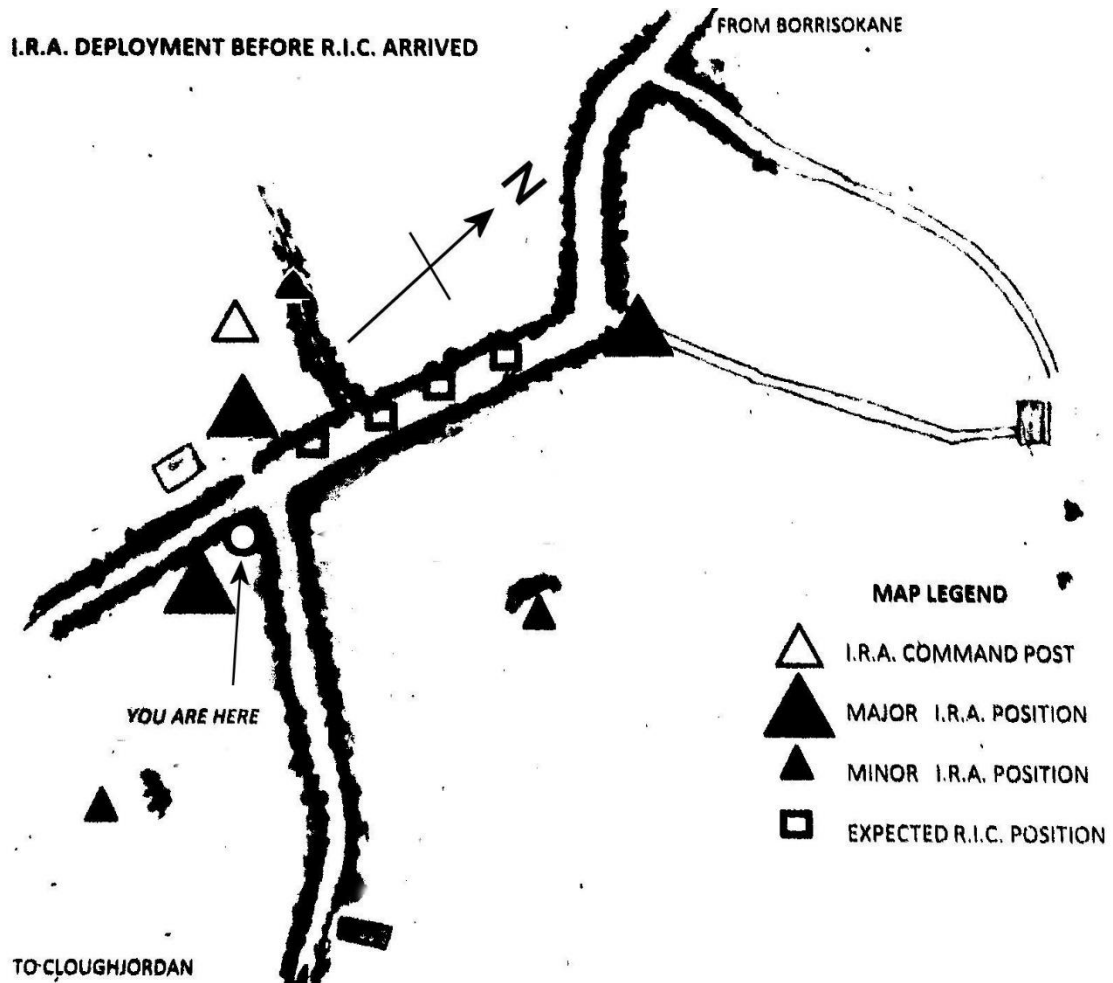 FROM BORRISOKANE
I.R.A. DEPLOYMENT BEFORE R.I.C. ARRIVED
N
YOU ARE HERE
MAP LEGEND
I.R.A. COMMAND POST
MAJOR I.R.A. POSITION
MINOR I.R.A. POSITION
EXPECTED R.I.C. POSITION
TO CLOUGHJORDAN